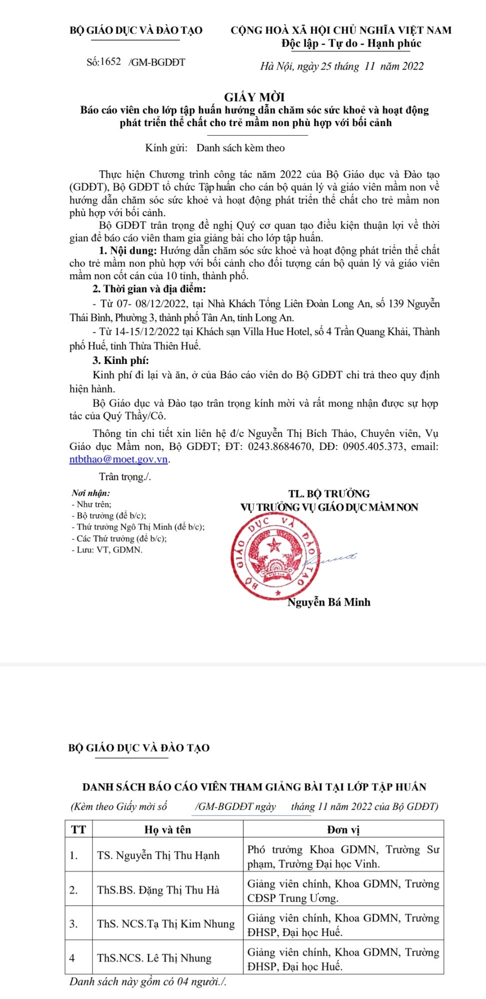 BỘ GIÁO DỤC VÀ ĐÀO TẠO
CỘNG HOÀ XÃ HỘI CHỦ NGHĨA VIỆT NAM
Độc lập - Tự do - Hạnh phúc
Số:1652 /GM-BGDĐT
Hà Nội, ngày 25 tháng 11 năm 2022
GIẤY MỜI
Báo cáo viên cho lớp tập huấn hướng dẫn chăm sóc sức khoẻ và hoạt động
phát triển thể chất cho trẻ mầm non phù hợp với bối cảnh
Kính gửi: Danh sách kèm theo
Thực hiện Chương trình công tác năm 2022 của Bộ Giáo dục và Đào tạo
(GDĐT), Bộ GDĐT tổ chức Tập huấn cho cán bộ quản lý và giáo viên mầm non về
hướng dẫn chăm sóc sức khoẻ và hoạt động phát triển thể chất cho trẻ mầm non
phù hợp với bối cảnh.
Bộ GDĐT trân trọng đề nghị Quý cơ quan tạo điều kiện thuận lợi về thời
gian để báo cáo viên tham gia giảng bài cho lớp tập huấn.
1. Nội dung: Hướng dẫn chăm sóc sức khoẻ và hoạt động phát triển thể chất
cho trẻ mầm non phù hợp với bối cảnh cho đối tượng cán bộ quản lý và giáo viên
mầm non cốt cán của 10 tỉnh, thành phố.
2. Thời gian và địa điểm:
- Từ 07- 08/12/2022, tại Nhà Khách Tổng Liên Đoàn Long An, số 139 Nguyễn
Thái Bình, Phường 3, thành phố Tân An, tỉnh Long An.
- Từ 14-15/12/2022 tại Khách sạn Villa Hue Hotel, số 4 Trần Quang Khải, Thành
phố Huế, tỉnh Thừa Thiên Huế.
3. Kinh phí:
Kinh phí đi lại và ăn, ở của Báo cáo viên do Bộ GDĐT chi trả theo quy định
hiện hành.
Bộ Giáo dục và Đào tạo trân trọng kính mời và rất mong nhận được sự hợp
tác của Quý Thầy/Cô.
Thông tin chi tiết xin liên hệ đ/c Nguyễn Thị Bích Thảo, Chuyên viên, Vụ
Giáo dục Mầm non, Bộ GDĐT; ĐT: 0243.8684670, DĐ: 0905.405.373, email:
ntbthao@moet.gov.vn.
Trân trọng./.
Nơi nhận:
- Như trên;
- Bộ trưởng (để b/c);
- Thứ trưởng Ngô Thị Minh (để b/c);
- Các Thứ trưởng (để b/c);
- Lưu: VT, GDMN.
TL. BỘ TRƯỞNG
VỤ TRƯỞNG VỤ GIÁO DỤC MẦM NON
BỘ GIÁO DỤC VÀ ĐÀO TẠO
Nguyễn Bá Minh
BỘ GIÁO DỤC VÀ ĐÀO TẠO
DANH SÁCH BÁO CÁO VIÊN THAM GIẢNG BÀI TẠI LỚP TẬP HUẤN
(Kèm theo Giấy mời số /GM-BGDĐT ngày tháng 11 năm 2022 của Bộ GDĐT)
TT Họ và tên Đơn vị
1. TS. Nguyễn Thị Thu Hạnh Phó trưởng Khoa GDMN, Trường Sư
phạm, Trường Đại học Vinh.
2. ThS.BS. Đặng Thị Thu Hà Giảng viên chính, Khoa GDMN, Trường
CĐSP Trung Ương.
3. ThS. NCS.Tạ Thị Kim Nhung Giảng viên chính, Khoa GDMN, Trường
ĐHSP, Đại học Huế.
4 ThS.NCS. Lê Thị Nhung Giảng viên chính, Khoa GDMN, Trường
ĐHSP, Đại học Huế.
Danh sách này gồm có 04 người./.